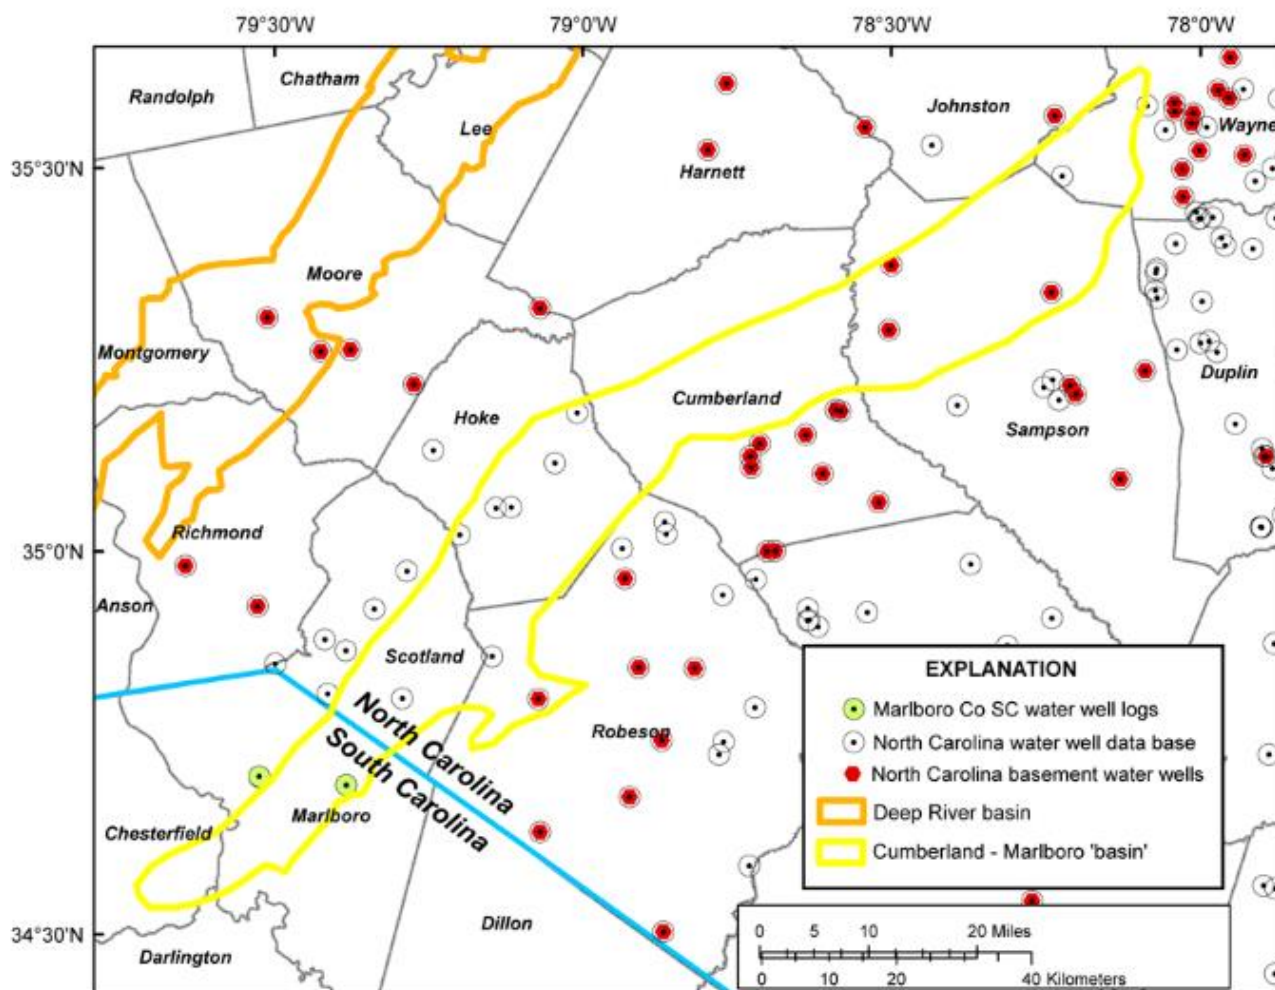 79°30'W 79°0'W 78°30'W 78°0'W
Chatham
Randolph
Johnston
Lee
Wayne
35°30'N
Harnett
Moore
Montgomery
Duplin
Cumberland
Hoke
Sampson
Richmond
35°0'N
Anson
Scotland
EXPLANATION
Marlboro Co SC water well logs
North Carolina water well data base
North Carolina basement water wells
Deep River basin
Cumberland - Marlboro 'basin'
North Carolina
South Carolina
Robeson
Marlboro
Chesterfield
Dillon
34°30'N
Darlington
0 5 10 20 Miles
0 10 20 40 Kilometers